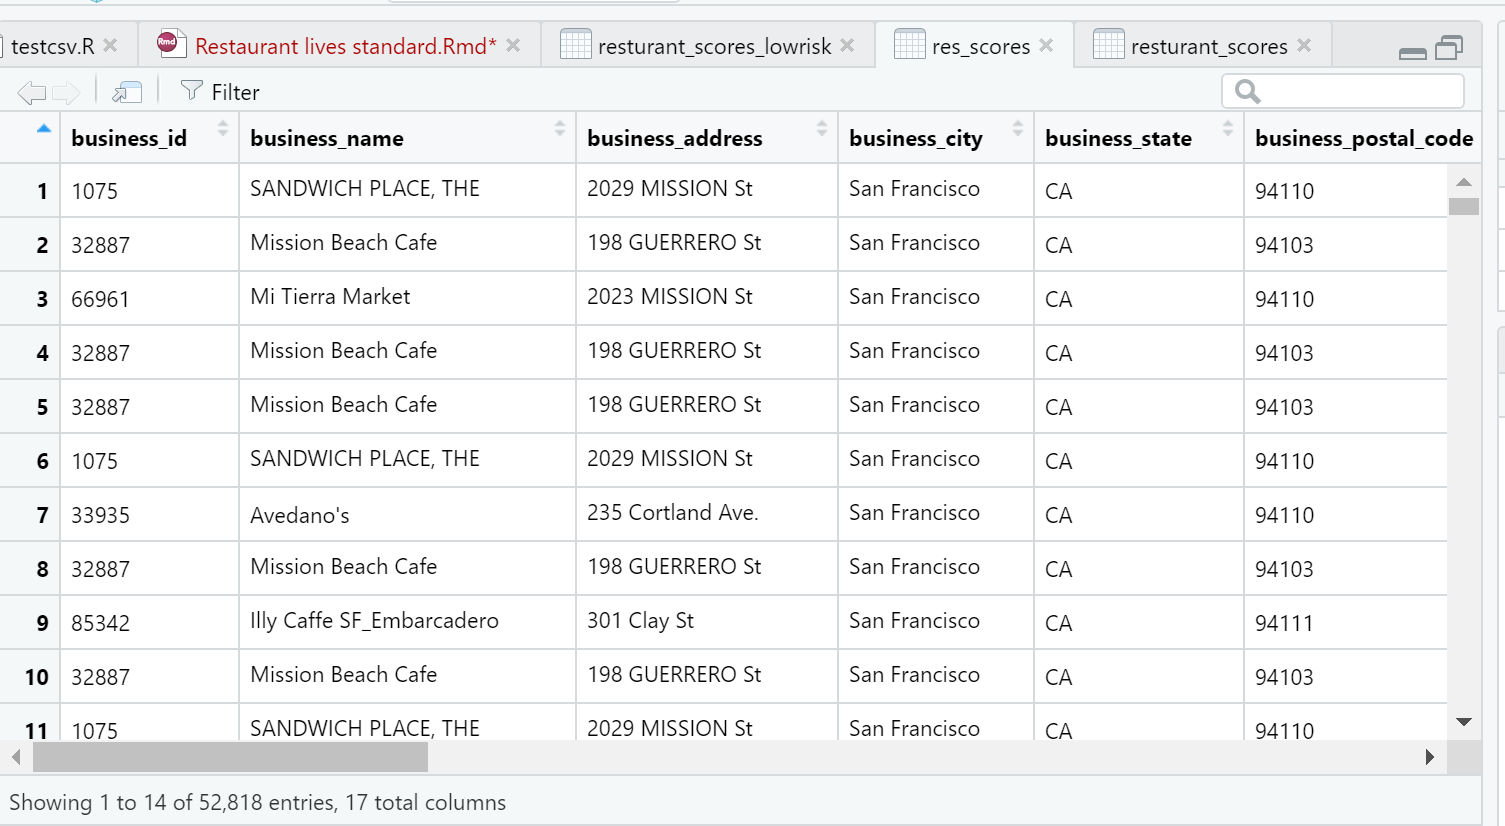 testcsv.R Restaurant lives standard.Rmd* resturant_scores_lowrisk res_scores resturant_scores
Filter
business_id business_name business_address business_city business_state business_postal_code
1 1075 SANDWICH PLACE, THE 2029 MISSION St San Francisco CA 94110
2 32887 Mission Beach Cafe 198 GUERRERO St San Francisco CA 94103
3 66961 Mi Tierra Market 2023 MISSION St San Francisco CA 94110
4 32887 Mission Beach Cafe 198 GUERRERO St San Francisco CA 94103
5 32887 Mission Beach Cafe 198 GUERRERO St San Francisco CA 94103
6 1075 SANDWICH PLACE, THE 2029 MISSION St San Francisco CA 94110
7 33935 Avedano's 235 Cortland Ave. San Francisco CA 94110
8 32887 Mission Beach Cafe 198 GUERRERO St San Francisco CA 94103
9 85342 Illy Caffe SF_Embarcadero 301 Clay St San Francisco CA 94111
10 32887 Mission Beach Cafe 198 GUERRERO St San Francisco CA 94103
11 1075 SANDWICH PLACE, THE 2029 MISSION St San Francisco CA 94110
Showing 1 to 14 of 52,818 entries, 17 total columns